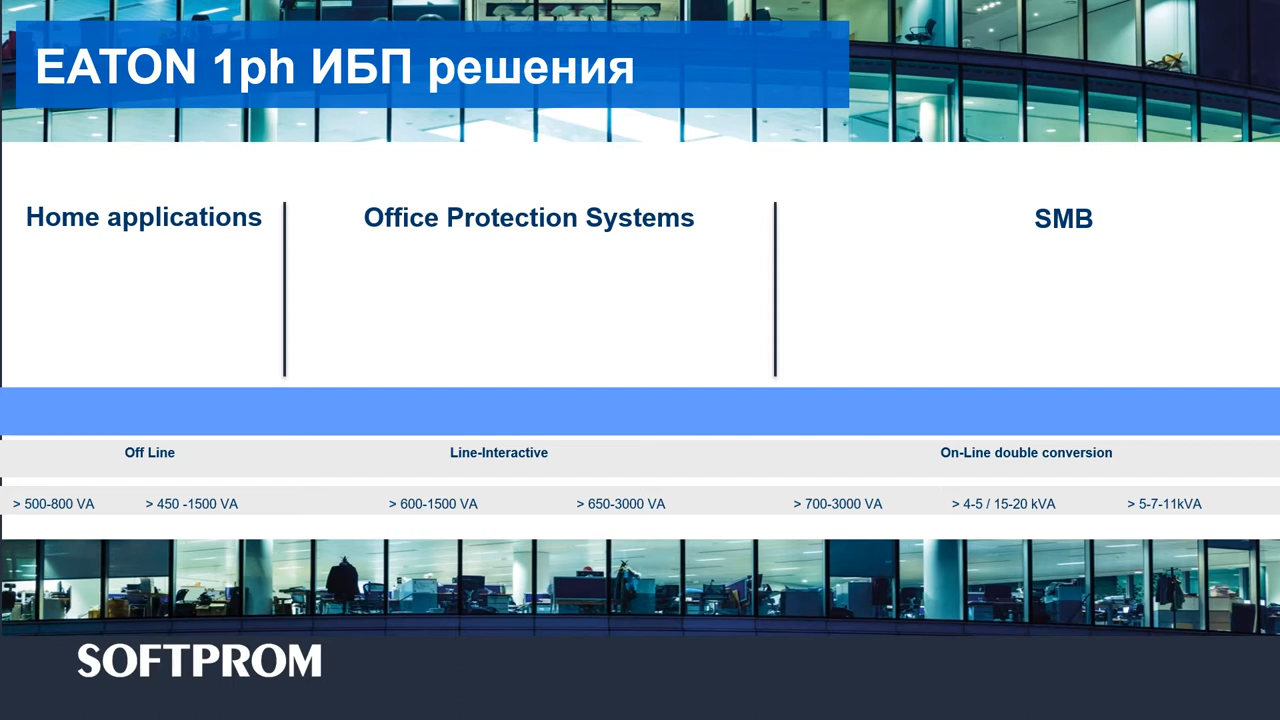 EATON 1ph ИБП решения
Home applications
Office Protection Systems
SMB
Off Line
Line-Interactive
On-Line double conversion
> 500-800 VA
> 450 -1500 VA
> 600-1500 VA
> 650-3000 VA
> 700-3000 VA
> 4-5 / 15-20 kVA
> 5-7-11kVA
SOFTPROM